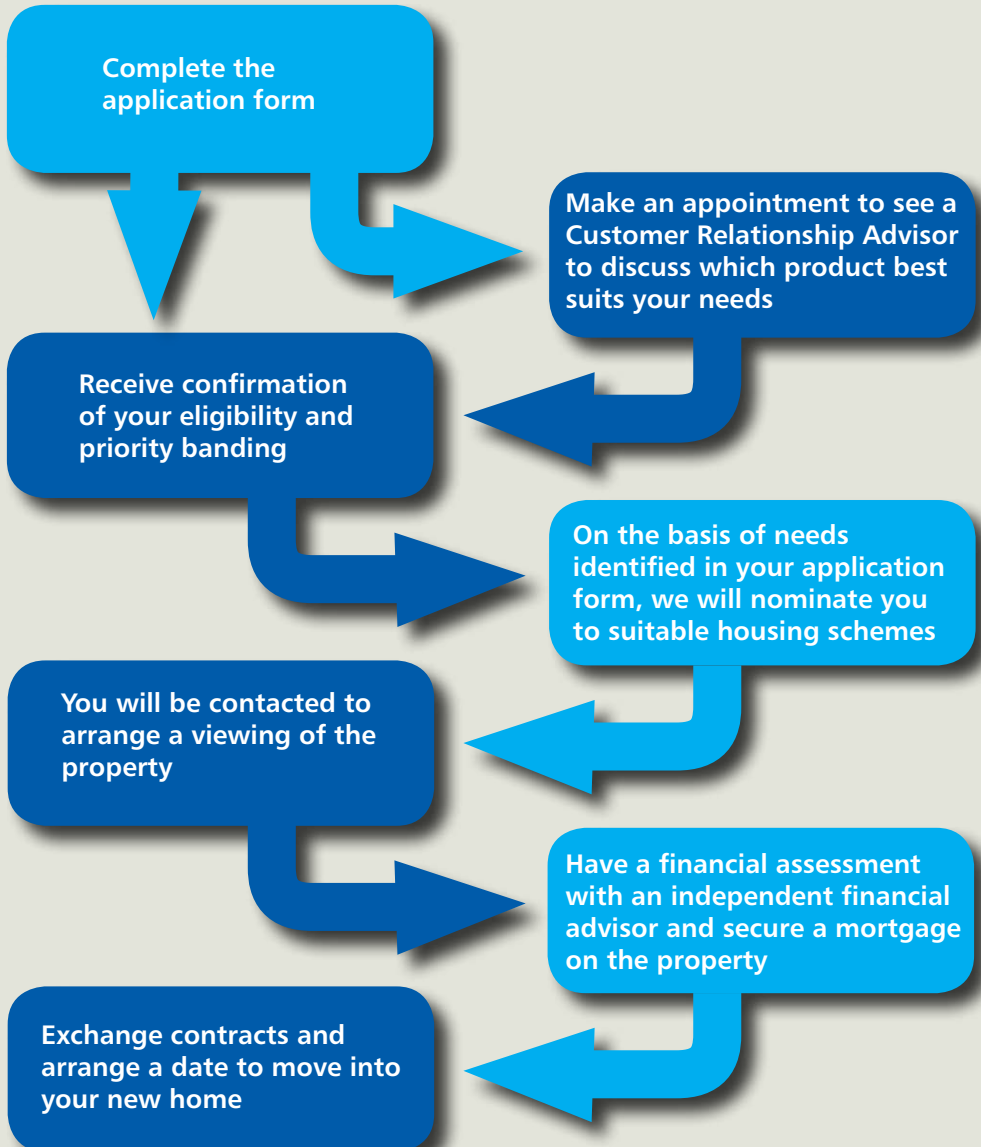 Complete the
application form
Make an appointment to see a
Customer Relationship Advisor
to discuss which product best
suits your needs
Receive confirmation
of your eligibility and
priority banding
On the basis of needs
identified in your application
form, we will nominate you
to suitable housing schemes
You will be contacted to
arrange a viewing of the
property
Have a financial assessment
with an independent financial
advisor and secure a mortgage
on the property
Exchange contracts and
arrange a date to move into
your new home